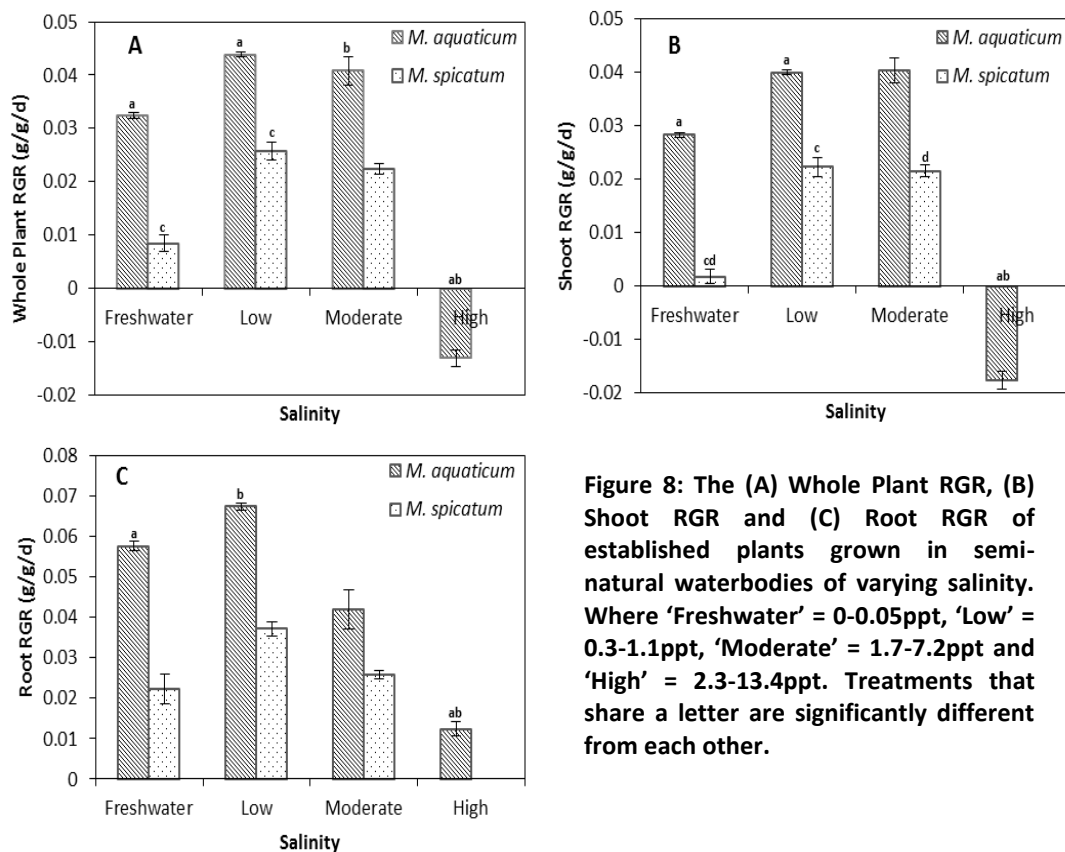 0.05
0.04
0.03
0.02
0.01
0
-0.01
-0.02
Whole Plant RGR (g/g/d)
A
M. aquaticum
M. spicatum
a
c
a
c
b
ab
Freshwater Low Moderate High
Salinity
0.05
0.04
0.03
0.02
0.01
0
-0.01
-0.02
Shoot RGR (g/g/d)
B
M. aquaticum
M. spicatum
a
cd
a
c
d
ab
Freshwater Low Moderate High
Salinity
0.08
0.07
0.06
0.05
0.04
0.03
0.02
0.01
0
Root RGR (g/g/d)
C
M. aquaticum
M. spicatum
a
b
ab
Freshwater Low Moderate High
Salinity
Figure 8: The (A) Whole Plant RGR, (B)
Shoot RGR and (C) Root RGR of
established plants grown in semi-
natural waterbodies of varying salinity.
Where ‘Freshwater’ = 0-0.05ppt, ‘Low’ =
0.3-1.1ppt, ‘Moderate’ = 1.7-7.2ppt and
‘High’ = 2.3-13.4ppt. Treatments that
share a letter are significantly different
from each other.